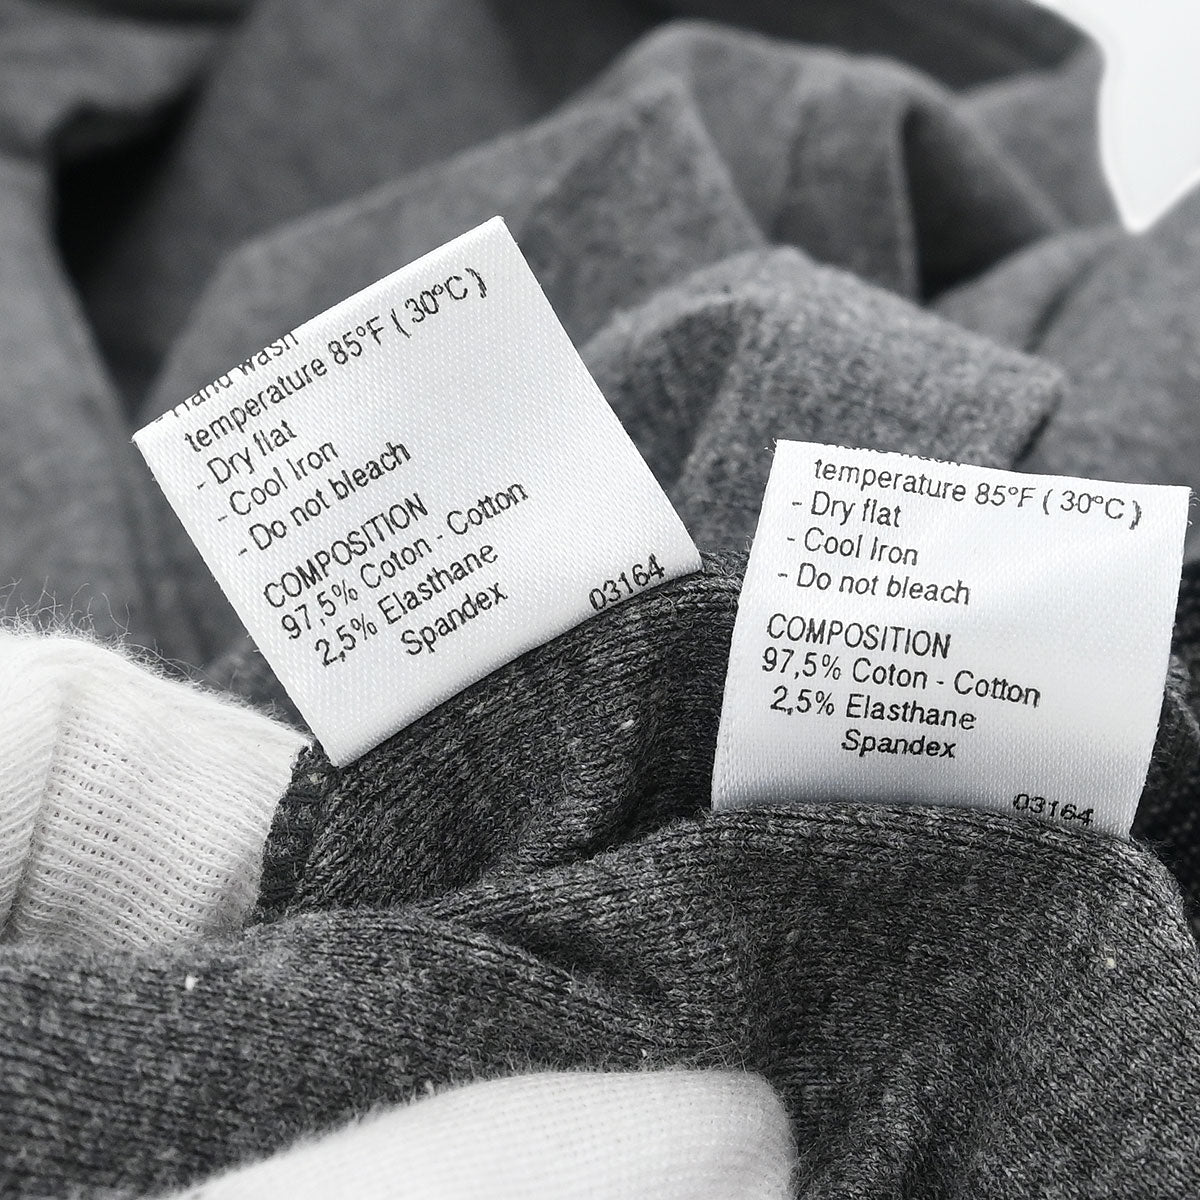 - Hand wash
temperature 85°F ( 30°C )
- Dry flat
- Cool Iron
- Do not bleach
COMPOSITION
97,5% Coton - Cotton
2,5% Elasthane
Spandex
03164
temperature 85°F ( 30°C )
- Dry flat
- Cool Iron
- Do not bleach
COMPOSITION
97,5% Coton - Cotton
2,5% Elasthane
Spandex
03164